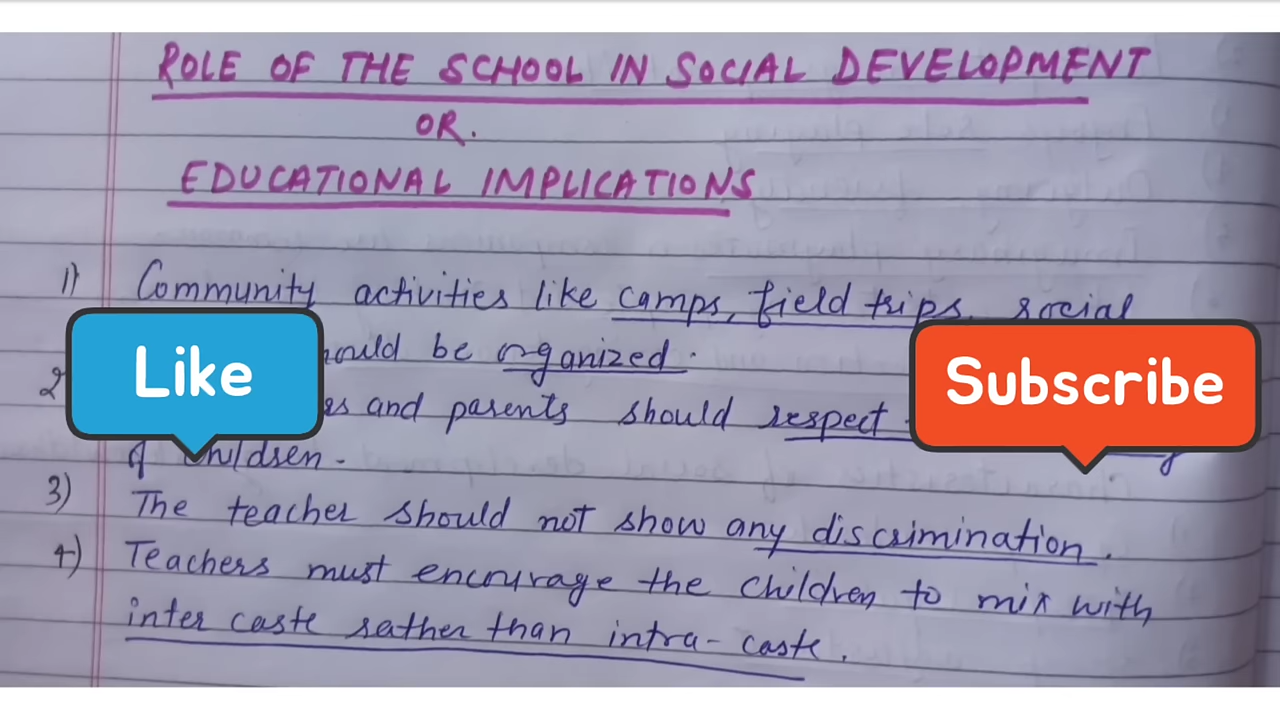 ROLE OF THE SCHOOL IN SOCIAL DEVELOPMENT
OR.
EDUCATIONAL IMPLICATIONS
1) Community activities like camps, field trips, social
should be organized.
2) and parents should respect
of children.
3) The teacher should not show any discrimination.
4) Teachers must encourage the children to mix with
inter caste rather than intra-caste.
Like
Subscribe